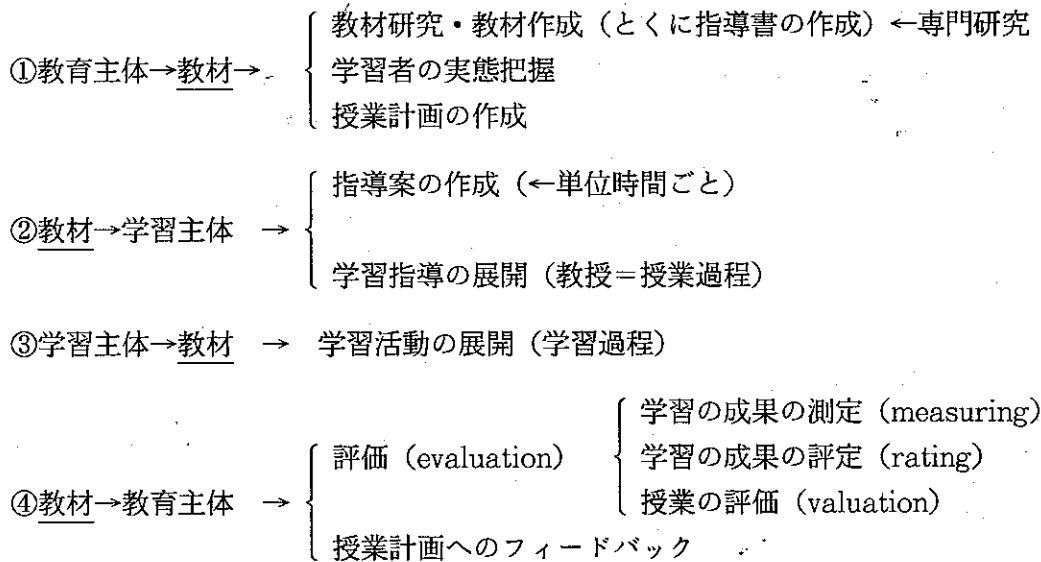 教材研究・教材作成（とくに指導書の作成）←専門研究
①教育主体→教材→ 学習者の実態把握
授業計画の作成
指導案の作成（←単位時間ごと）
②教材→学習主体 →
学習指導の展開（教授＝授業過程）
③学習主体→教材 → 学習活動の展開（学習過程）
学習の成果の測定（measuring）
評価（evaluation） 学習の成果の評定（rating）
④教材→教育主体 → 授業の評価（valuation）
授業計画へのフィードバック